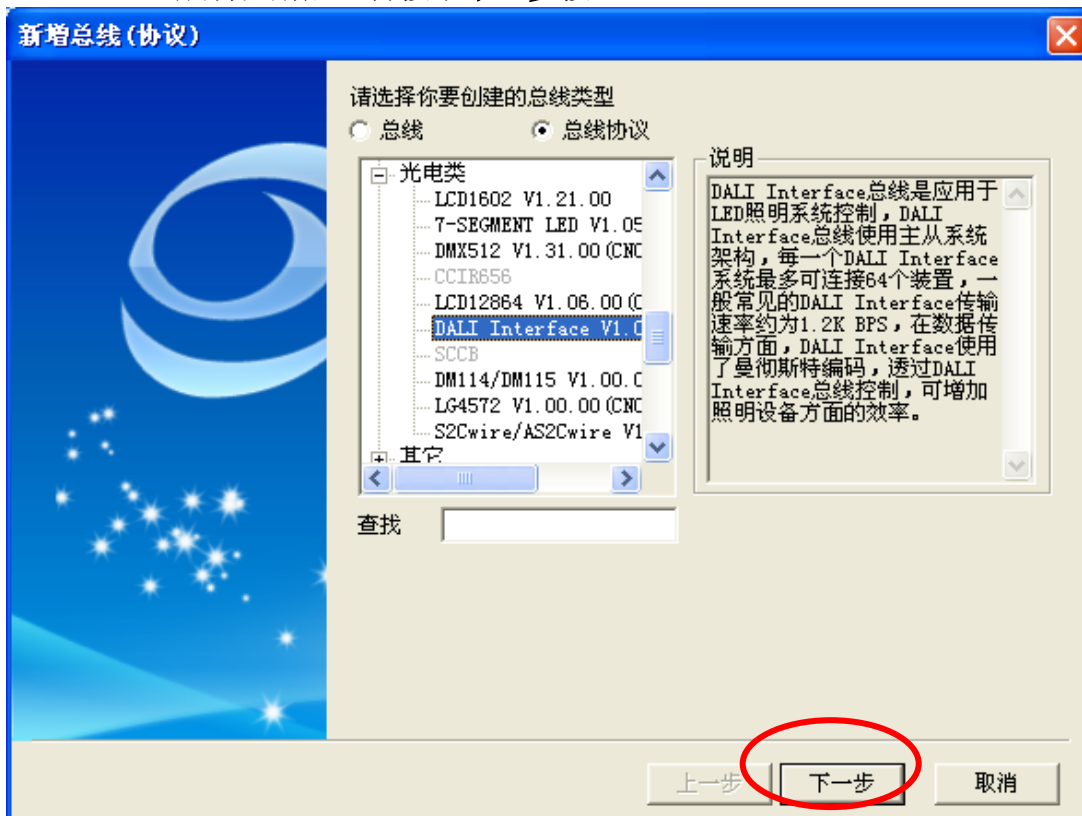 新增总线(协议)
请选择你要创建的总线类型
总线
总线协议
光电类
LCD1602 V1.21.00
7-SEGMENT LED V1.05
DMX512 V1.31.00(CNC
CCIR656
LCD12864 V1.06.00(C
DALI Interface V1.0
SCCB
DM114/DM115 V1.00.0
LG4572 V1.00.00(CNC
S2Cwire/AS2Cwire V1
其它
查找
说明
DALI Interface总线是应用于
LED照明系统控制，DALI
Interface总线使用主从系统
架构，每一个DALI Interface
系统最多可连接64个装置，一
般常见的DALI Interface传输
速率约为1.2K BPS，在数据传
输方面，DALI Interface使用
了曼彻斯特编码，透过DALI
Interface总线控制，可增加
照明设备方面的效率。
上一步
下一步
取消